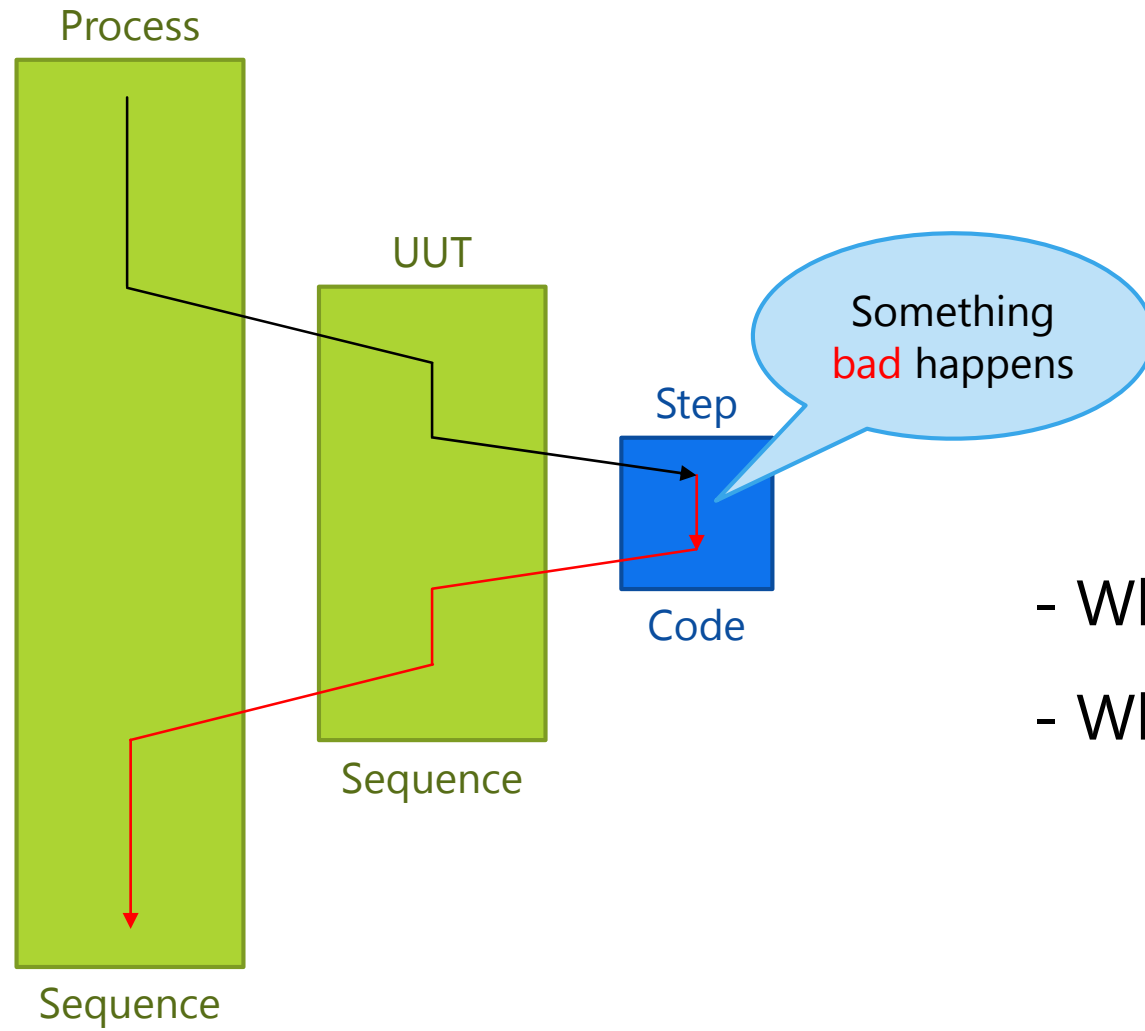 Process
UUT
Something
bad happens
Step
Code
Sequence
Sequence